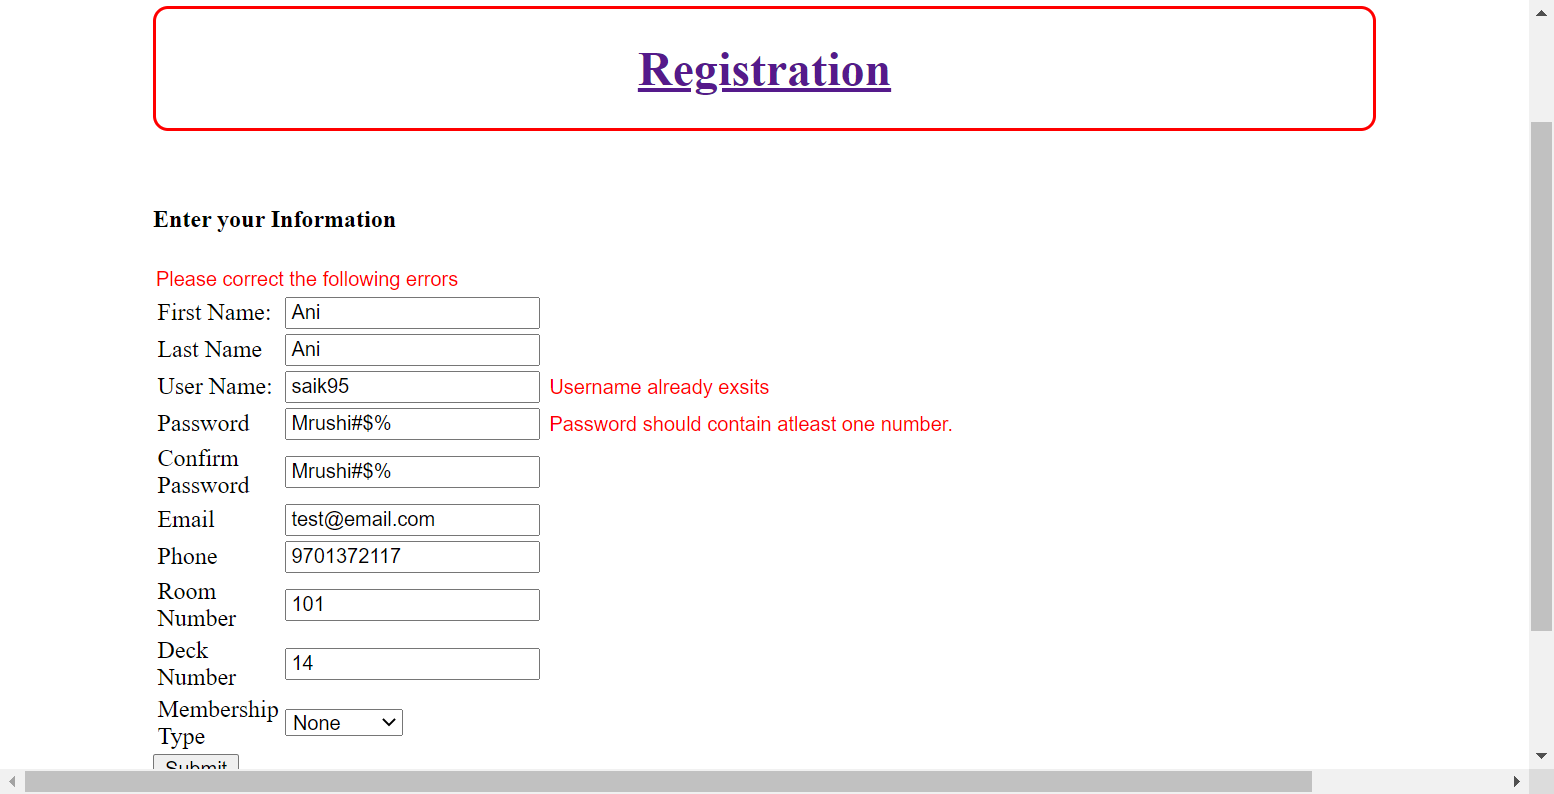 Registration
Enter your Information
Please correct the following errors
First Name: Ani
Last Name Ani
User Name: saik95 Username already exsits
Password Mrushi#$% Password should contain atleast one number.
Confirm
Password Mrushi#$%
Email test@email.com
Phone 9701372117
Room
Number 101
Deck
Number 14
Membership
Type None
Submit